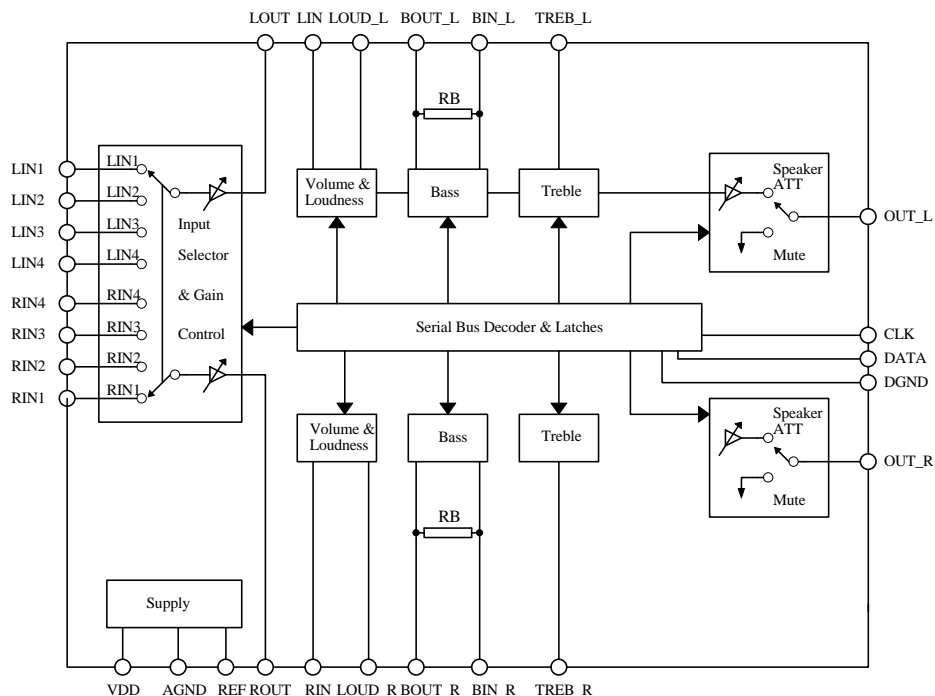 LOUT LIN LOUD_L BOUT_L BIN_L TREB_L
RB
LIN1
LIN2
LIN3
LIN4
RIN4
RIN3
RIN2
RIN1
LIN1
LIN2
LIN3
LIN4
RIN4
RIN3
RIN2
RIN1
Input
Selector
& Gain
Control
Volume &
Loudness
Bass
Treble
Speaker
ATT
Mute
OUT_L
Serial Bus Decoder & Latches
CLK
DATA
DGND
Volume &
Loudness
Bass
Treble
Speaker
ATT
Mute
OUT_R
RB
Supply
VDD AGND REF ROUT RIN LOUD_R BOUT_R BIN_R TREB_R